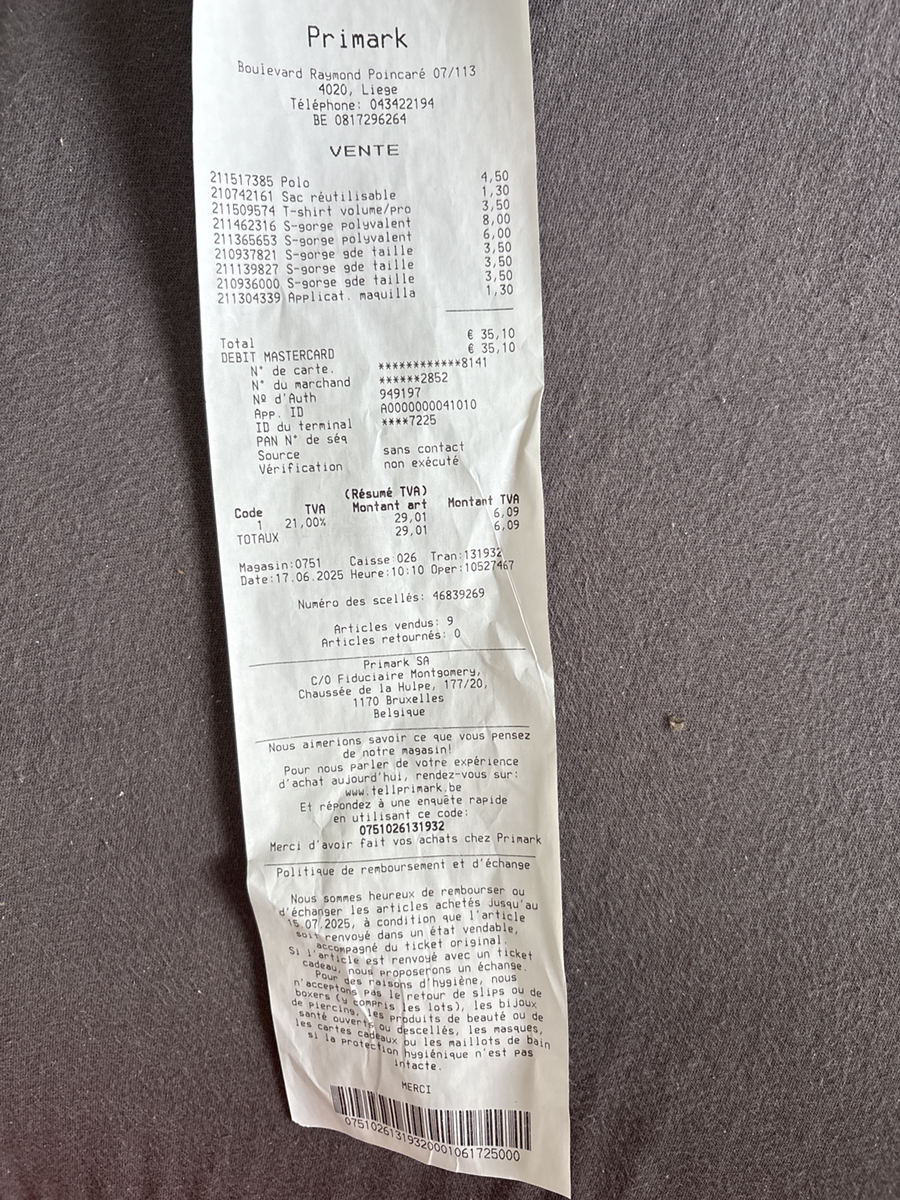 Primark
Boulevard Raymond Poincaré 07/113
4020, Liege
Téléphone: 043422194
BE 0817296264
VENTE
211517385 Polo 4,50
210742161 Sac réutilisable 1,30
211509574 T-shirt volume/pro 3,50
211462316 S-gorge polyvalent 8,00
211365653 S-gorge polyvalent 6,00
210937821 S-gorge gde taille 3,50
211139827 S-gorge gde taille 3,50
210936000 S-gorge gde taille 3,50
211304339 Applicat. maquilla 1,30
Total € 35,10
DEBIT MASTERCARD € 35,10
N° de carte. ************8141
N° du marchand ******2852
Nº d'Auth 949197
App. ID A0000000041010
ID du terminal ****7225
PAN N° de séq
Source sans contact
Vérification non exécuté
(Résumé TVA)
Code TVA Montant art Montant TVA
1 21,00% 29,01 6,09
TOTAUX 29,01 6,09
Magasin:0751 Caisse:026 Tran:131932
Date:17.06.2025 Heure:10:10 Oper:10527467
Numéro des scellés: 46839269
Articles vendus: 9
Articles retournés: 0
Primark SA
C/O Fiduciaire Montgomery,
Chaussée de la Hulpe, 177/20,
1170 Bruxelles
Belgique
Nous aimerions savoir ce que vous pensez
de notre magasin!
Pour nous parler de votre expérience
d'achat aujourd'hui, rendez-vous sur:
www.tellprimark.be
Et répondez à une enquête rapide
en utilisant ce code:
0751026131932
Merci d'avoir fait vos achats chez Primark
Politique de remboursement et d'échange
Nous sommes heureux de rembourser ou
d'échanger les articles achetés jusqu'au
15.07.2025, à condition que l'article
soit renvoyé dans un état vendable,
accompagné du ticket original.
Si l'article est renvoyé avec un ticket
cadeau, nous proposerons un échange.
Pour des raisons d'hygiène, nous
n'acceptons pas le retour de slips ou de
boxers (y compris les lots), les bijoux
de piercing, les produits de beauté ou de
santé ouverts ou descellés, les masques,
les cartes cadeaux ou les maillots de bain
si la protection hygiénique n'est pas
intacte.
MERCI
07510261319320001061725000